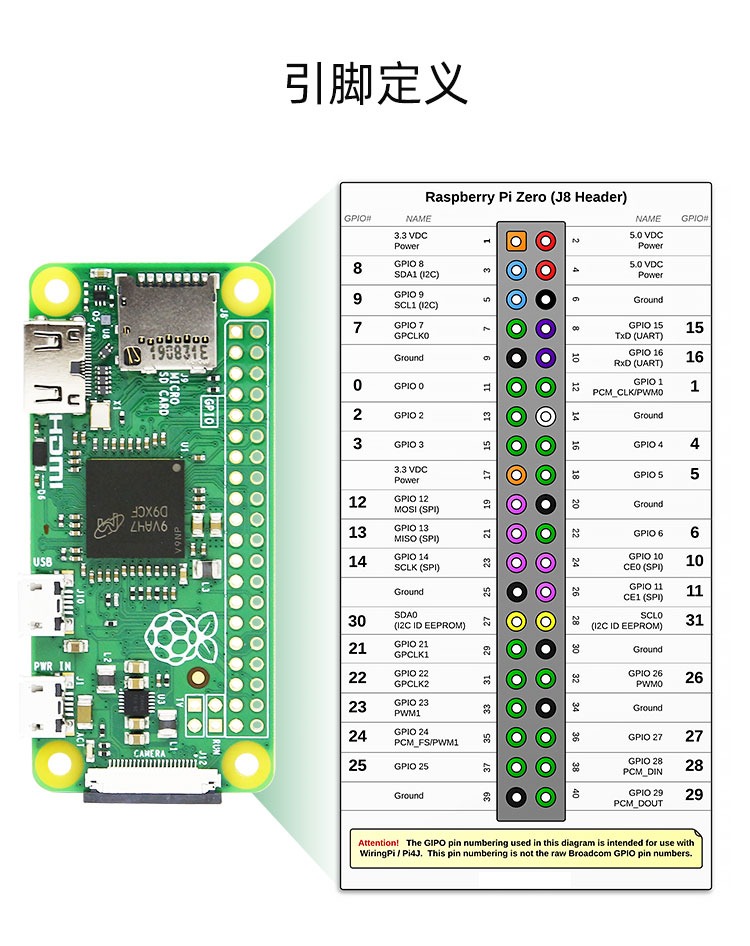 引脚定义
Raspberry Pi Zero (J8 Header)
GPIO# NAME NAME GPIO#
3.3 VDC
Power
1 2
5.0 VDC
Power
8
GPIO 8
SDA1 (I2C)
3 4
5.0 VDC
Power
9
GPIO 9
SCL1 (I2C)
5 6
Ground
7
GPIO 7
GPCLK0
7 8
GPIO 15
TxD (UART)
15
Ground
9 10
GPIO 16
RxD (UART)
16
0
GPIO 0
11 12
GPIO 1
PCM_CLK/PWM0
1
2
GPIO 2
13 14
Ground
3
GPIO 3
15 16
GPIO 4
4
3.3 VDC
Power
17 18
GPIO 5
5
12
GPIO 12
MOSI (SPI)
19 20
Ground
13
GPIO 13
MISO (SPI)
21 22
GPIO 6
6
14
GPIO 14
SCLK (SPI)
23 24
GPIO 10
CE0 (SPI)
10
Ground
25 26
GPIO 11
CE1 (SPI)
11
30
SDA0
(I2C ID EEPROM)
27 28
SCL0
(I2C ID EEPROM)
31
21
GPIO 21
GPCLK1
29 30
Ground
22
GPIO 22
GPCLK2
31 32
GPIO 26
PWM0
26
23
GPIO 23
PWM1
33 34
Ground
24
GPIO 24
PCM_FS/PWM1
35 36
GPIO 27
27
25
GPIO 25
37 38
GPIO 28
PCM_DIN
28
Ground
39 40
GPIO 29
PCM_DOUT
29
Attention! The GIPO pin numbering used in this diagram is intended for use with
WiringPi / Pi4J. This pin numbering is not the raw Broadcom GPIO pin numbers.
J6
Q5
U8
J8
190831E
J9
MICRO
SD CARD
GPIO
X1
HDMI
D6
U1
9VA47
D9XCF
V9NP
USB
J10
L3
PWR IN
J1
L2
U3
L1
TV
RUN
ACT
CAMERA
J12